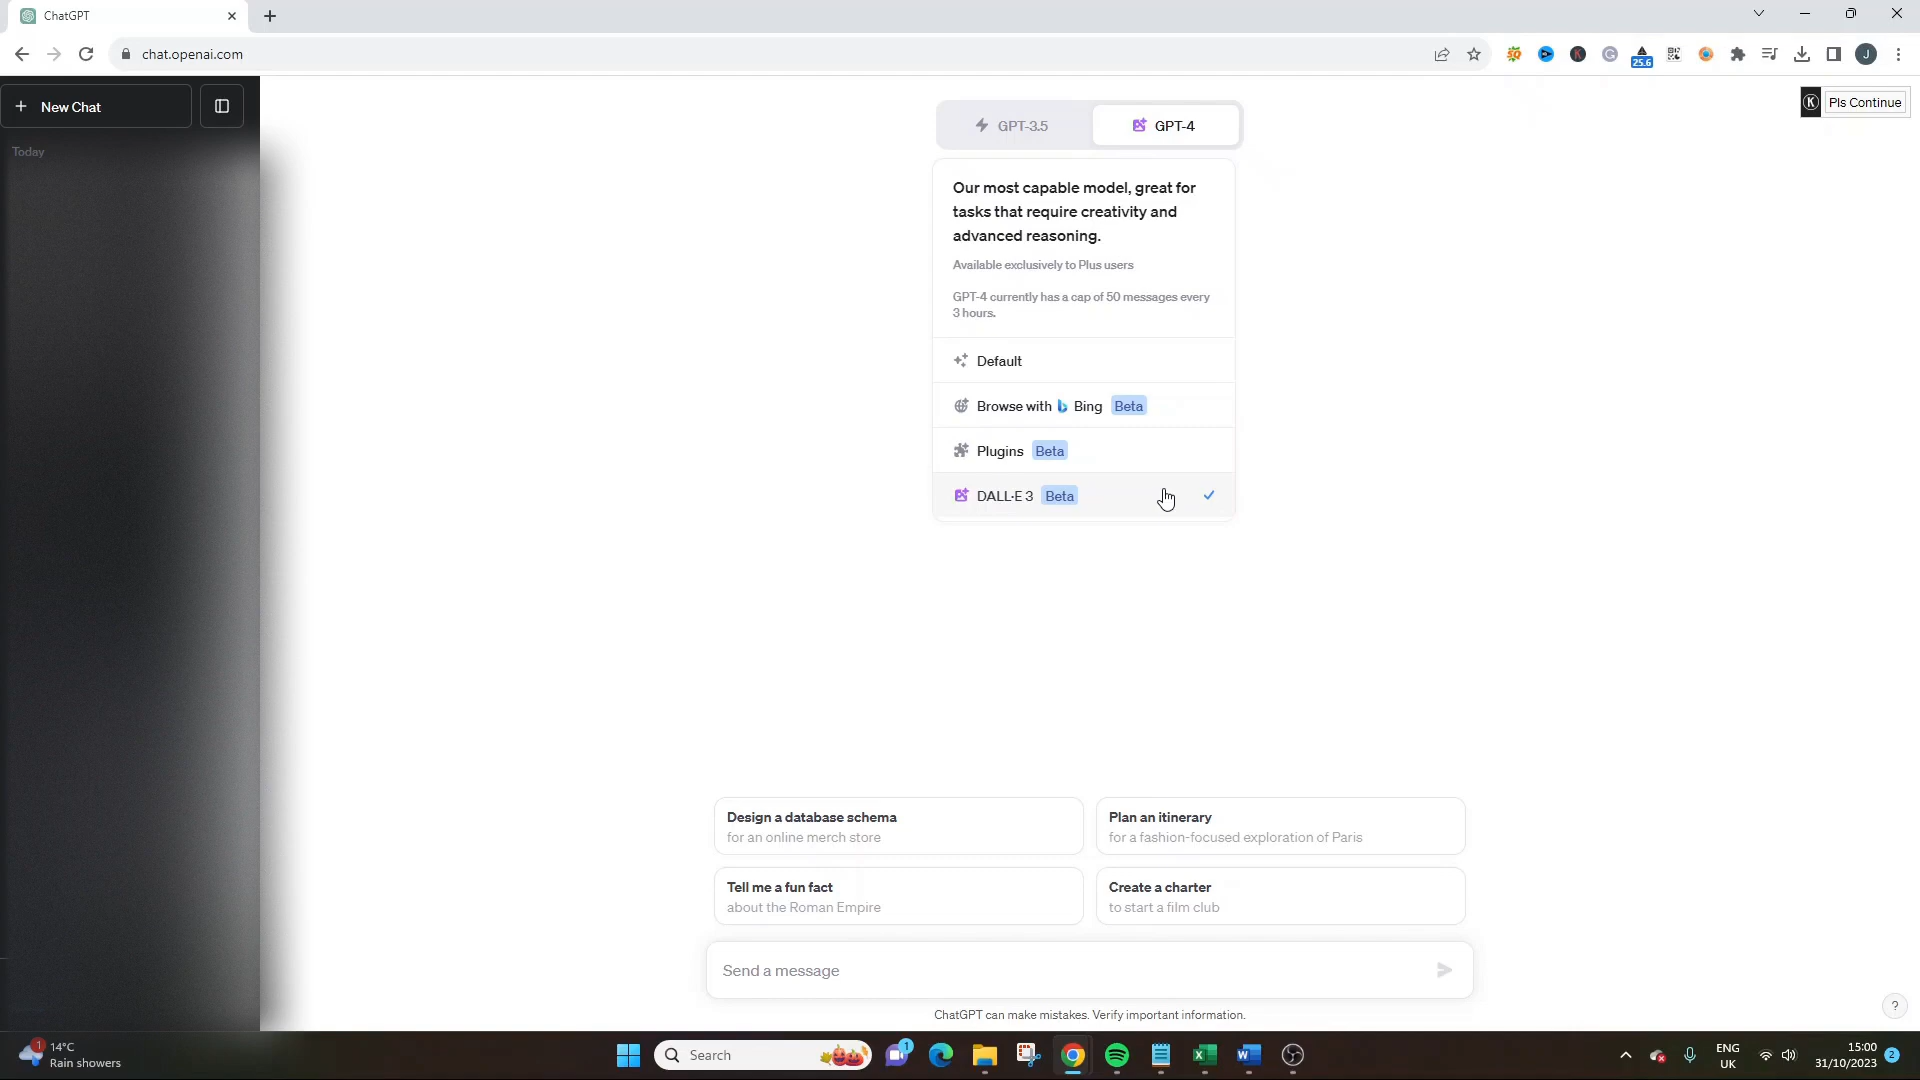 ChatGPT
chat.openai.com
25.6
J
New Chat
Today
K Pls Continue
GPT-3.5
GPT-4
Our most capable model, great for
tasks that require creativity and
advanced reasoning.
Available exclusively to Plus users
GPT-4 currently has a cap of 50 messages every
3 hours.
Default
Browse with Bing Beta
Plugins Beta
DALL·E 3 Beta
Design a database schema
for an online merch store
Plan an itinerary
for a fashion-focused exploration of Paris
Tell me a fun fact
about the Roman Empire
Create a charter
to start a film club
Send a message
ChatGPT can make mistakes. Verify important information.
?
1
14°C
Rain showers
Search
1
ENG
UK
15:00
31/10/2023
2